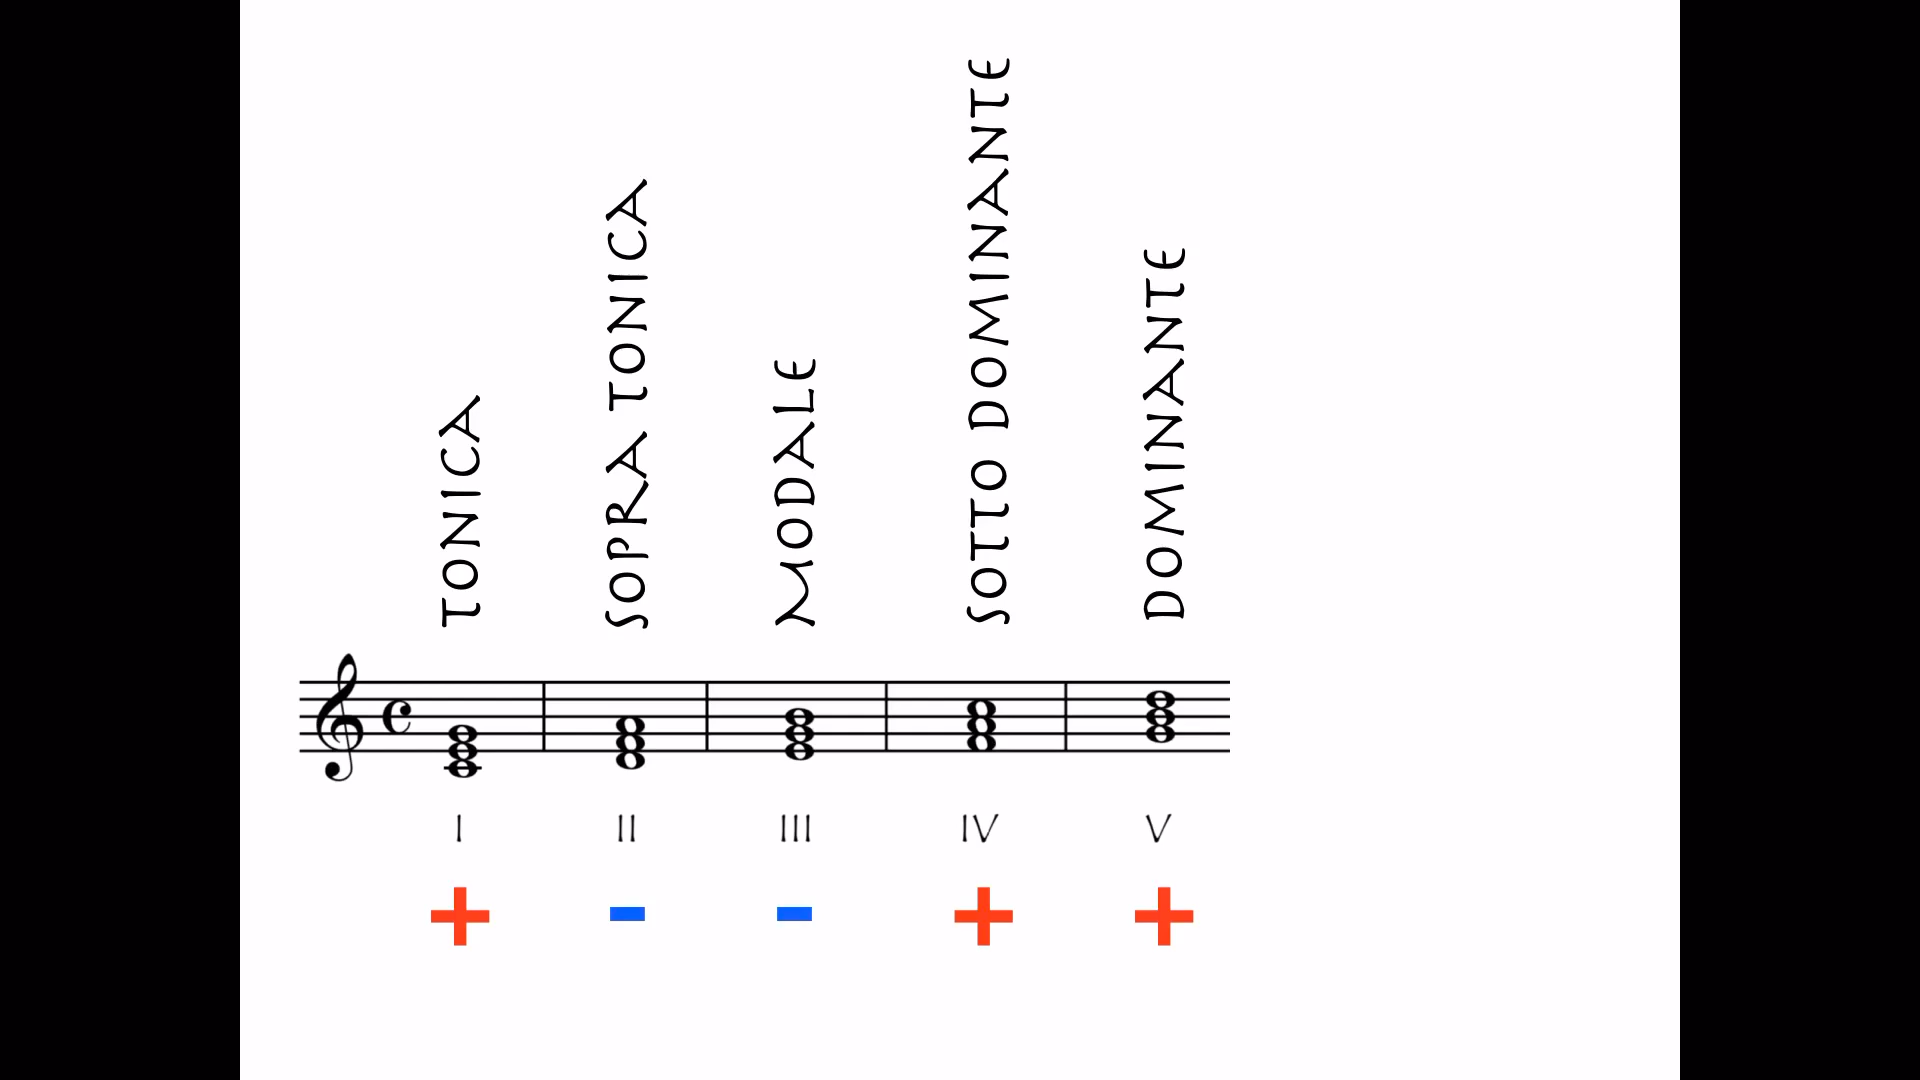 TONICA
SOPRA TONICA
MODALE
SOTTO DOMINANTE
DOMINANTE
I II III IV V
+ - - + +